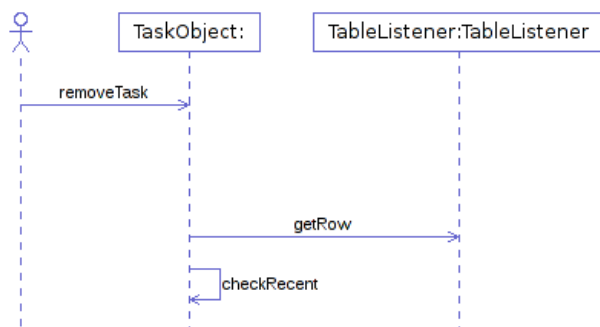 TaskObject:
TableListener:TableListener
removeTask
getRow
checkRecent